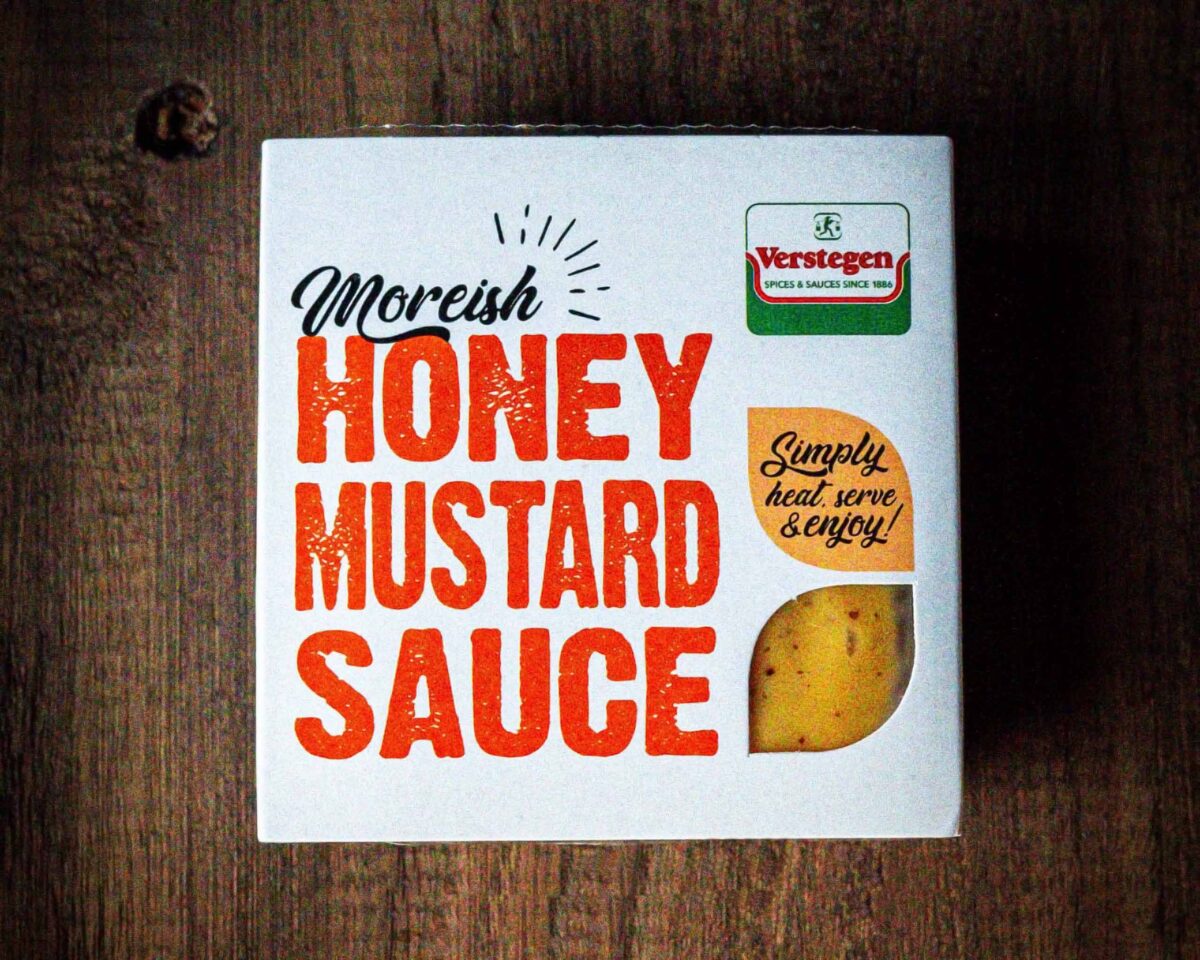 Moreish
HONEY
MUSTARD
SAUCE
Verstegen
SPICES & SAUCES SINCE 1886
Simply
heat, serve
& enjoy!